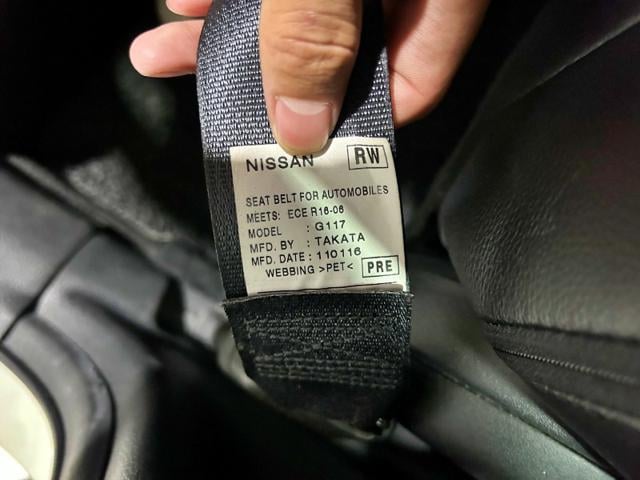 NISSAN RW
SEAT BELT FOR AUTOMOBILES
MEETS: ECE R16-06
MODEL : G117
MFD. BY : TAKATA
MFD. DATE : 110116
WEBBING >PET< PRE